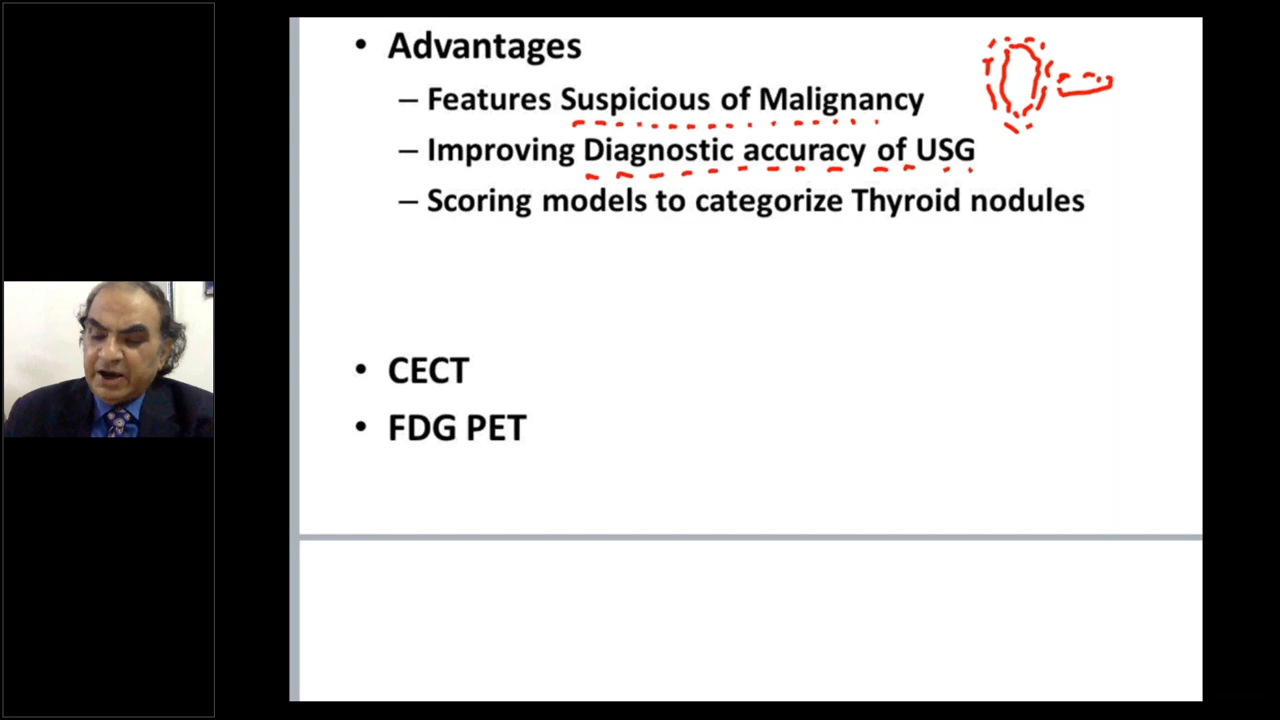 • Advantages
– Features Suspicious of Malignancy
– Improving Diagnostic accuracy of USG
– Scoring models to categorize Thyroid nodules
• CECT
• FDG PET